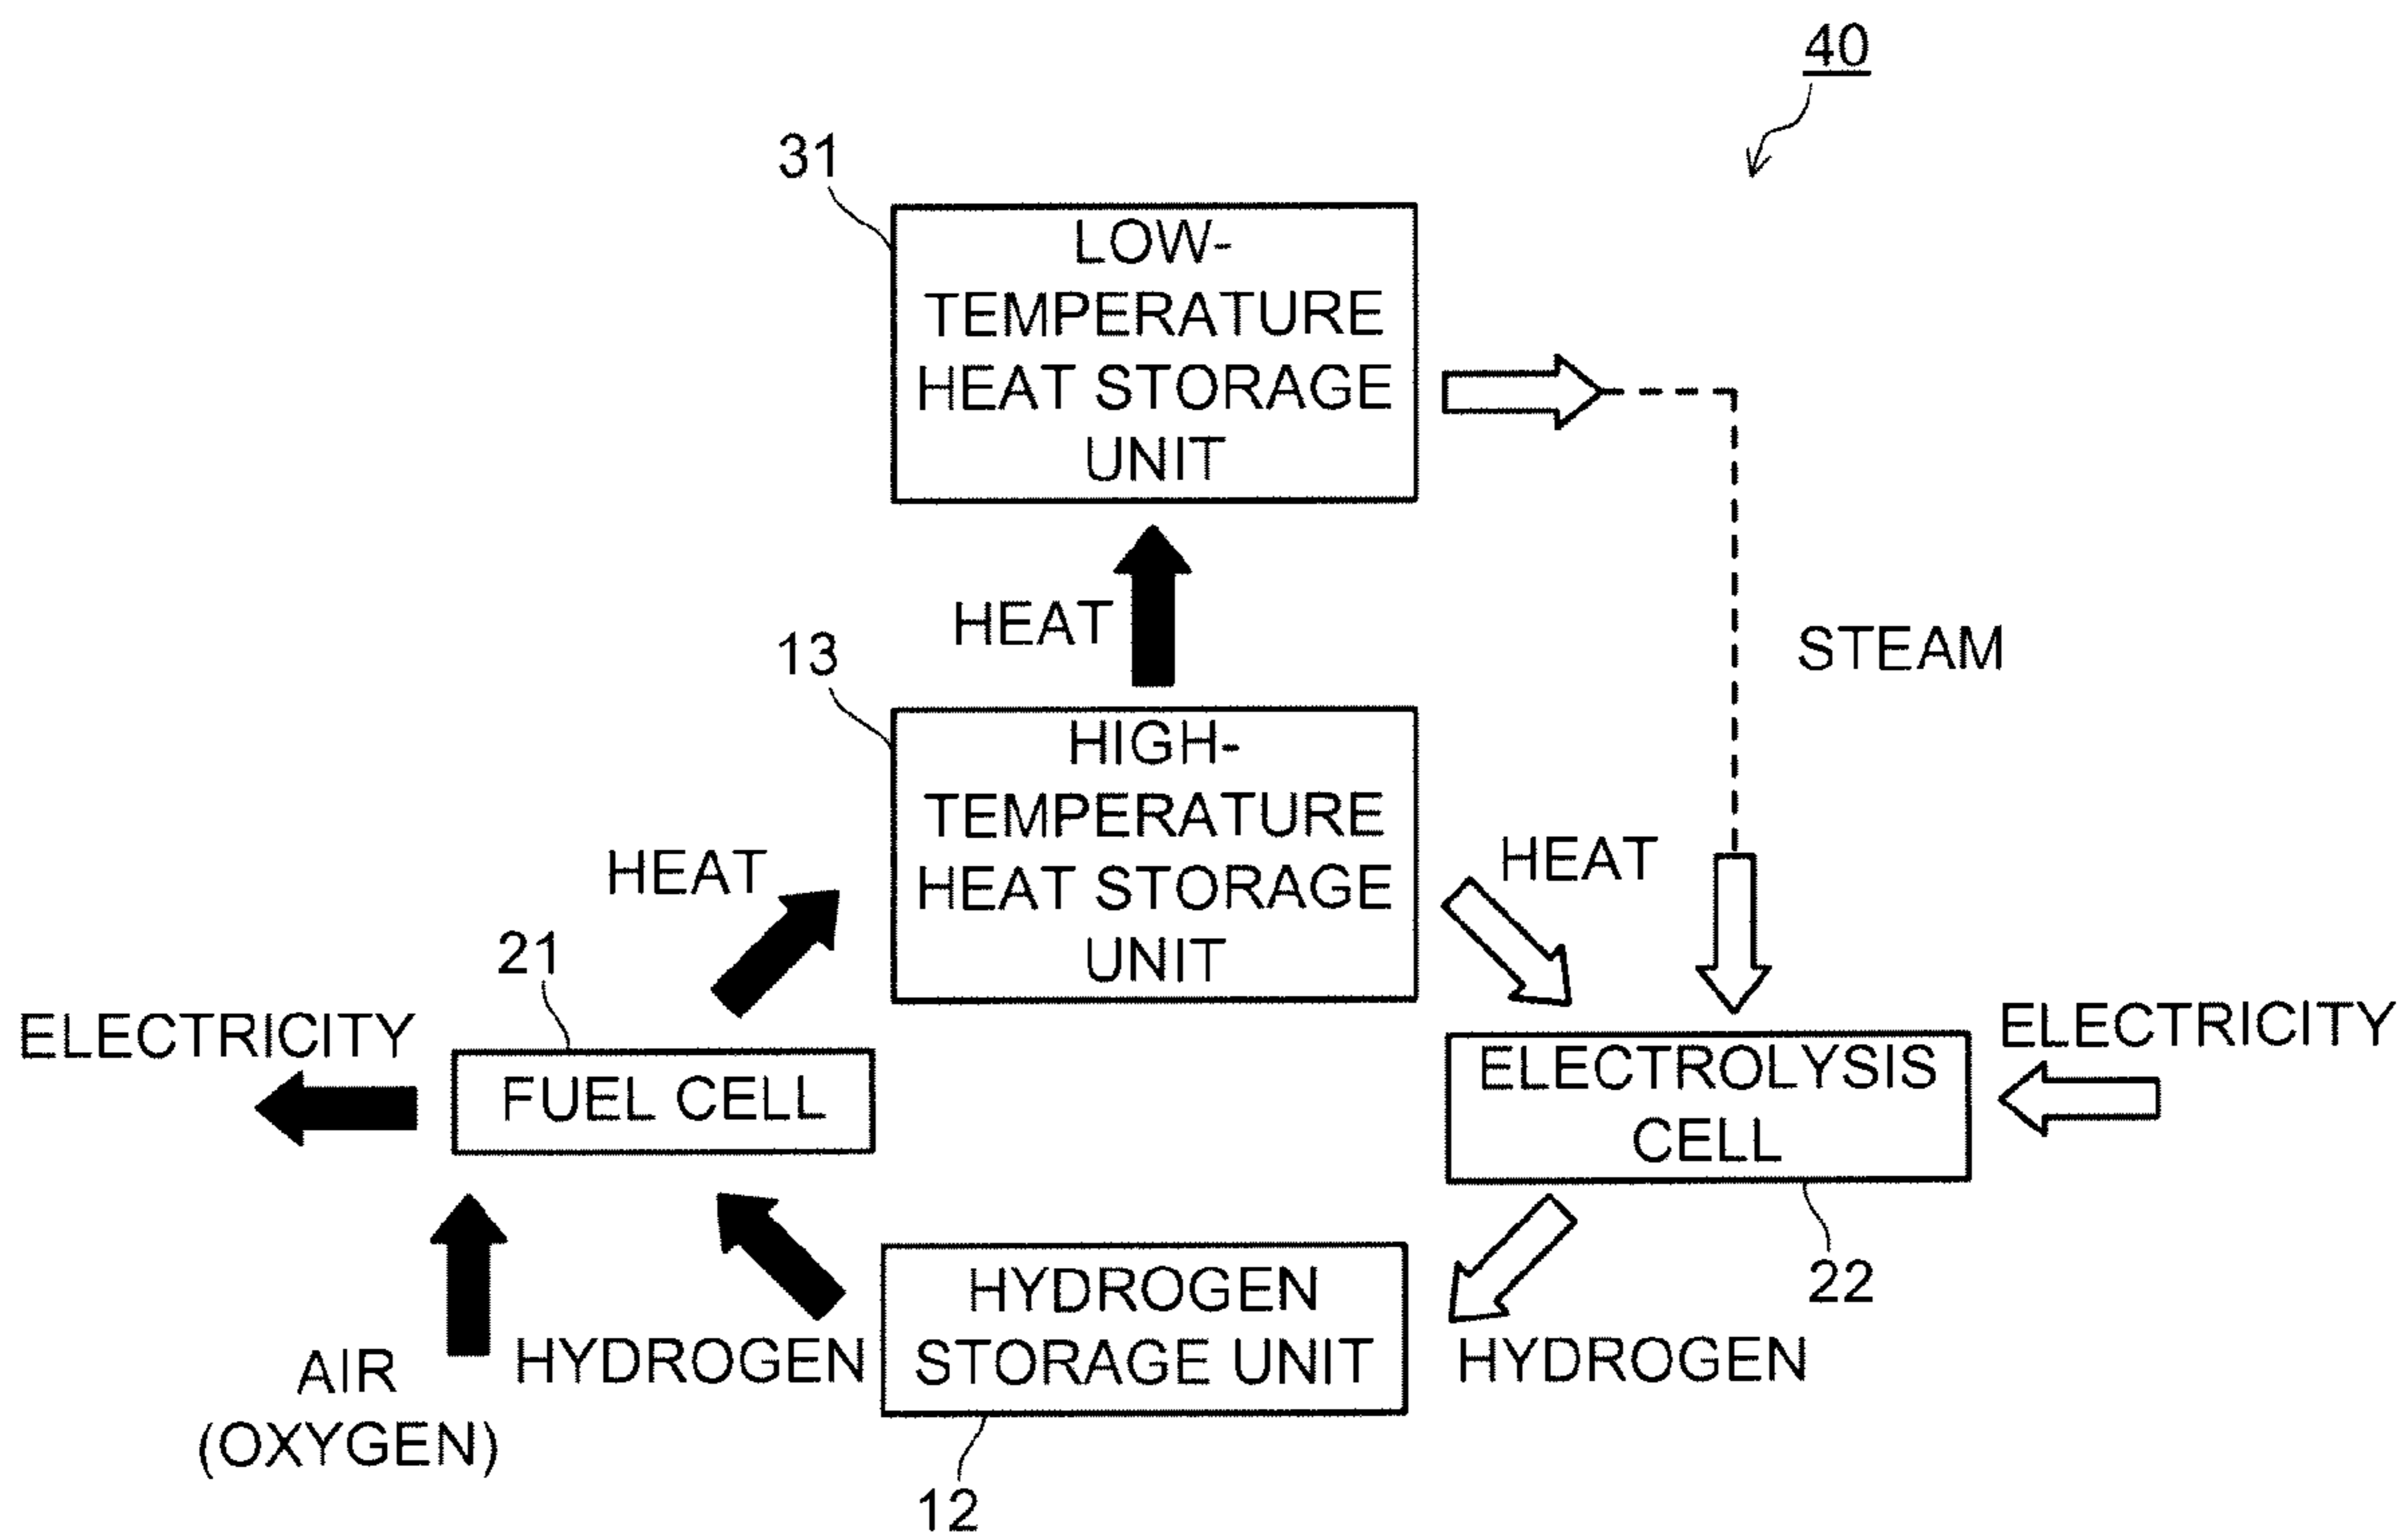 40
31
LOW-
TEMPERATURE
HEAT STORAGE
UNIT
HEAT
STEAM
13
HIGH-
TEMPERATURE
HEAT STORAGE
UNIT
HEAT
HEAT
21
ELECTRICITY
FUEL CELL
ELECTROLYSIS
CELL
ELECTRICITY
22
HYDROGEN
STORAGE UNIT
HYDROGEN
HYDROGEN
AIR
(OXYGEN)
12